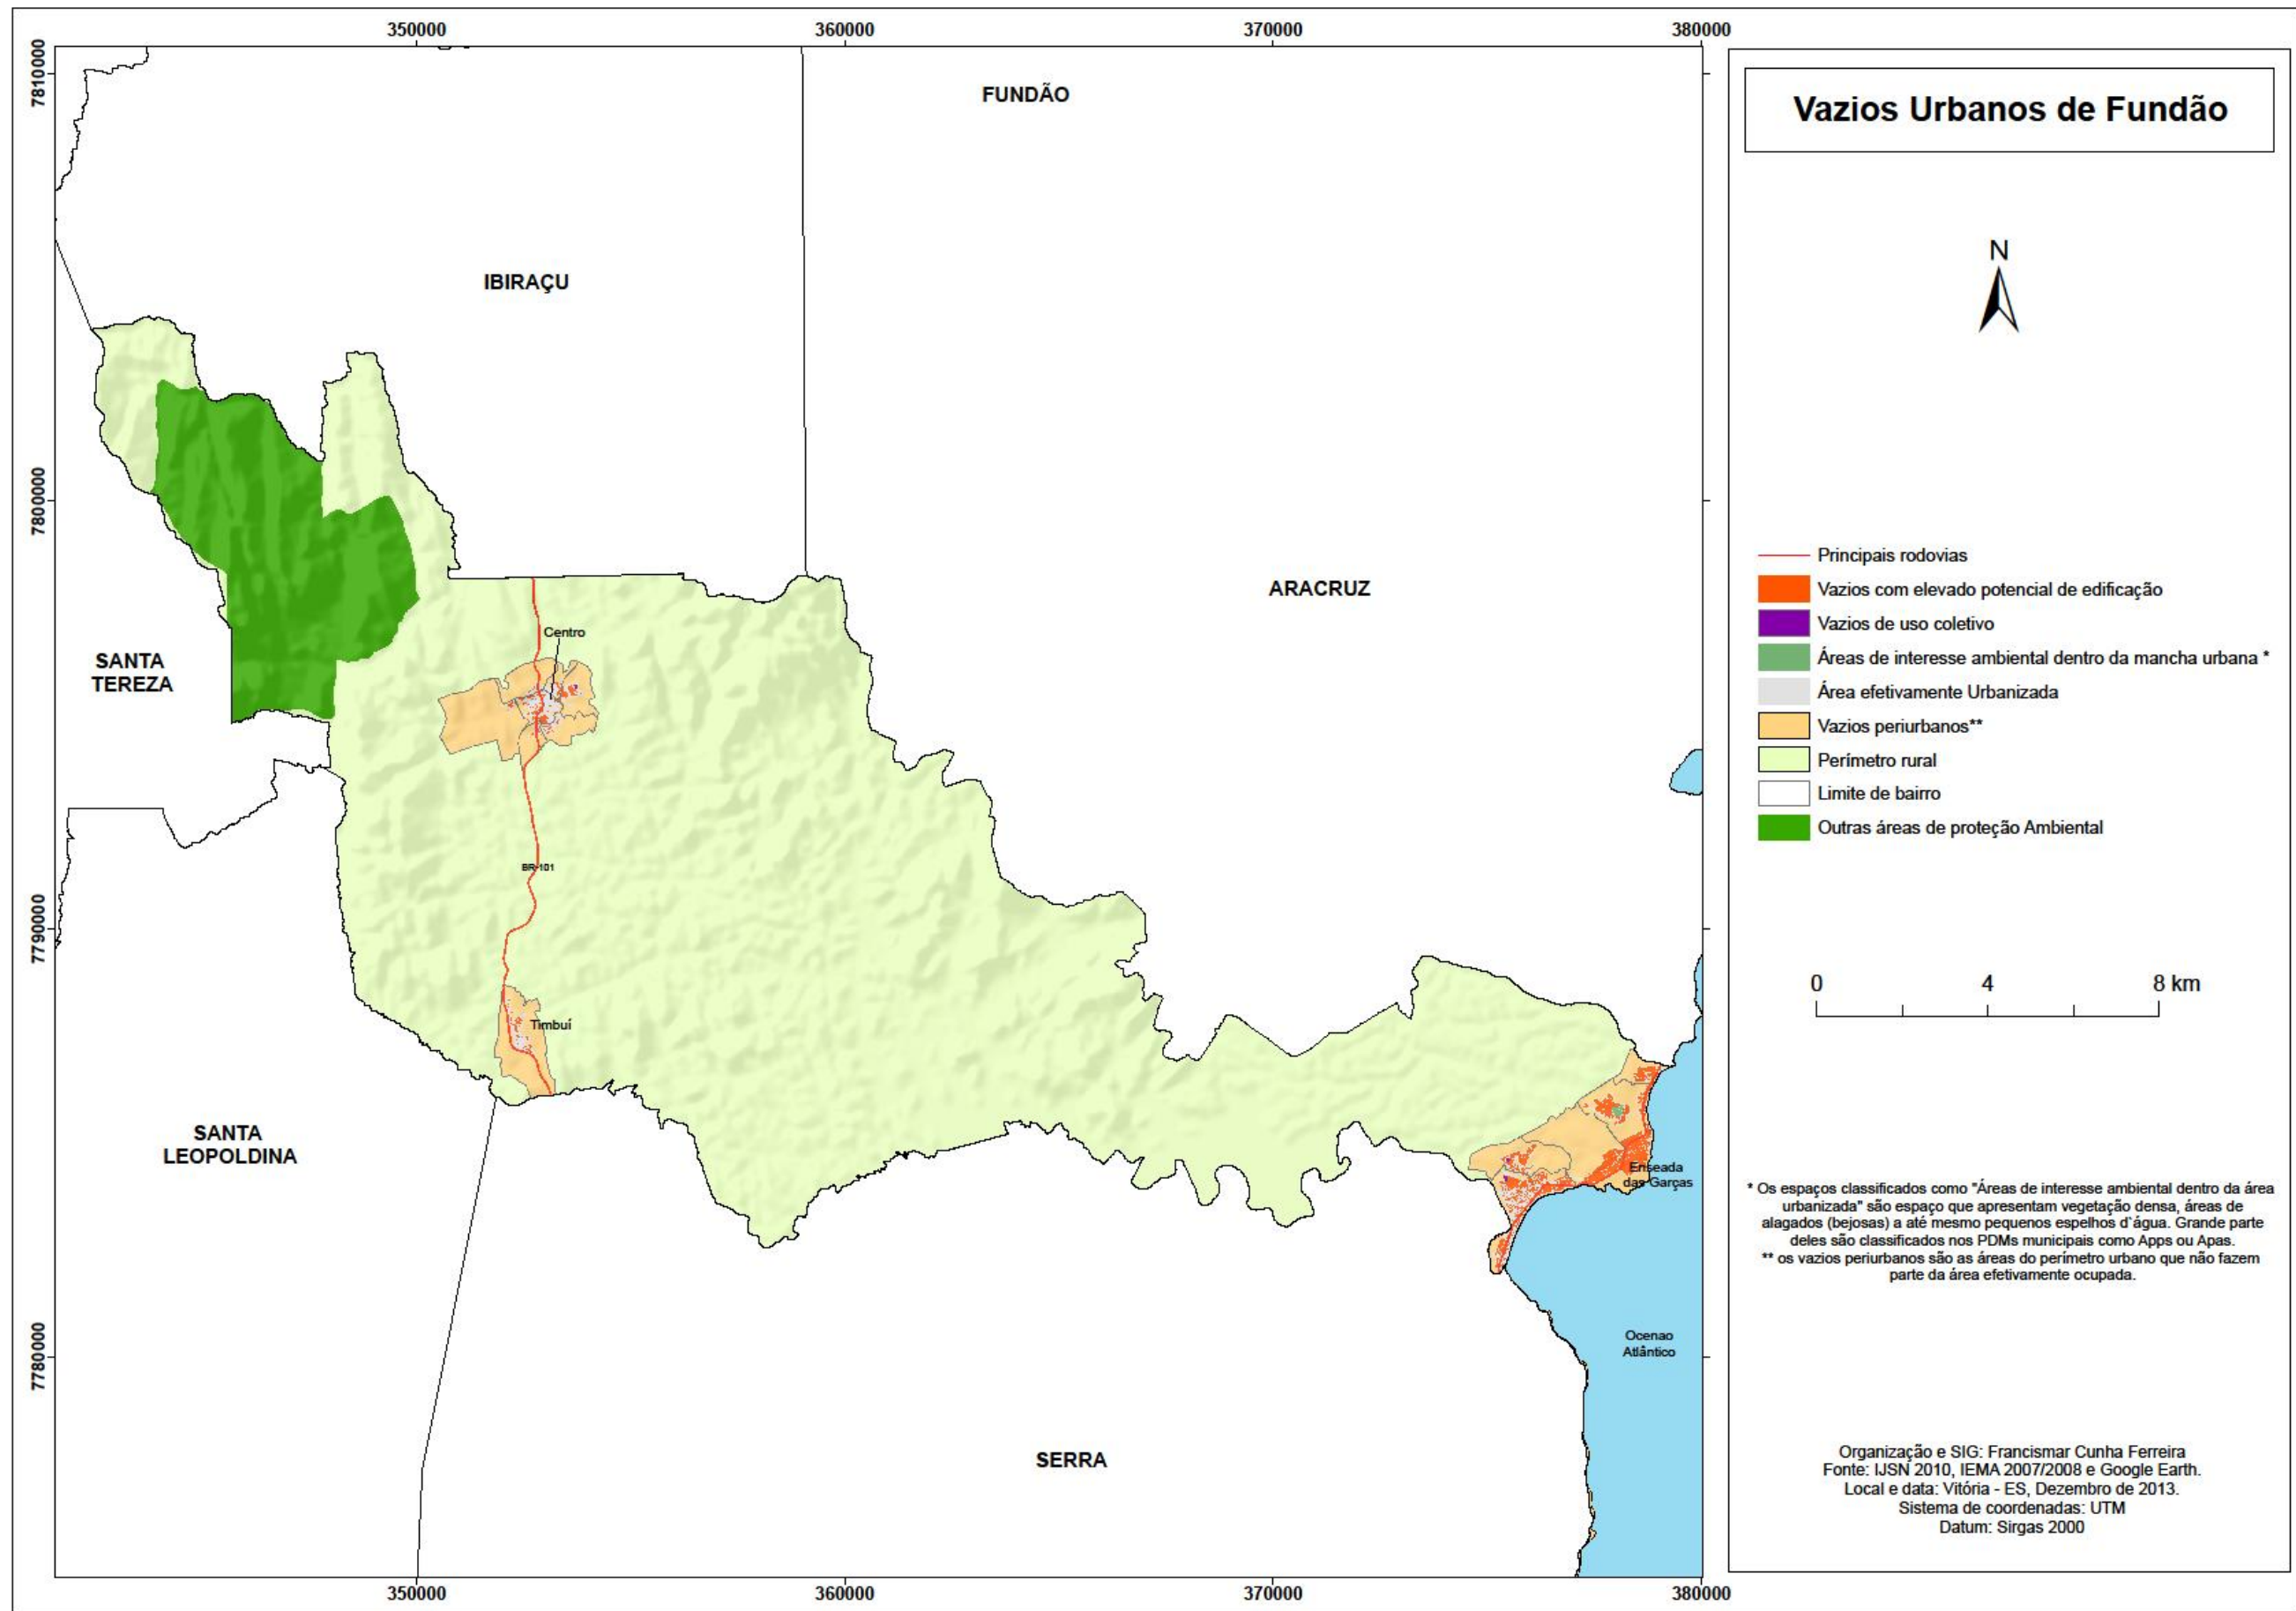 350000
360000
370000
380000
7810000
7800000
7790000
7780000
FUNDÃO
IBIRAÇU
ARACRUZ
SANTA
TEREZA
Centro
BR-101
Timbuí
SANTA
LEOPOLDINA
SERRA
Enseada
das Garças
Ocenao
Atlântico
350000
360000
370000
380000
Vazios Urbanos de Fundão
N
Principais rodovias
Vazios com elevado potencial de edificação
Vazios de uso coletivo
Áreas de interesse ambiental dentro da mancha urbana *
Área efetivamente Urbanizada
Vazios periurbanos**
Perímetro rural
Limite de bairro
Outras áreas de proteção Ambiental
0 4 8 km
* Os espaços classificados como "Áreas de interesse ambiental dentro da área
urbanizada" são espaço que apresentam vegetação densa, áreas de
alagados (bejosas) a até mesmo pequenos espelhos d`água. Grande parte
deles são classificados nos PDMs municipais como Apps ou Apas.
** os vazios periurbanos são as áreas do perímetro urbano que não fazem
parte da área efetivamente ocupada.
Organização e SIG: Francismar Cunha Ferreira
Fonte: IJSN 2010, IEMA 2007/2008 e Google Earth.
Local e data: Vitória - ES, Dezembro de 2013.
Sistema de coordenadas: UTM
Datum: Sirgas 2000